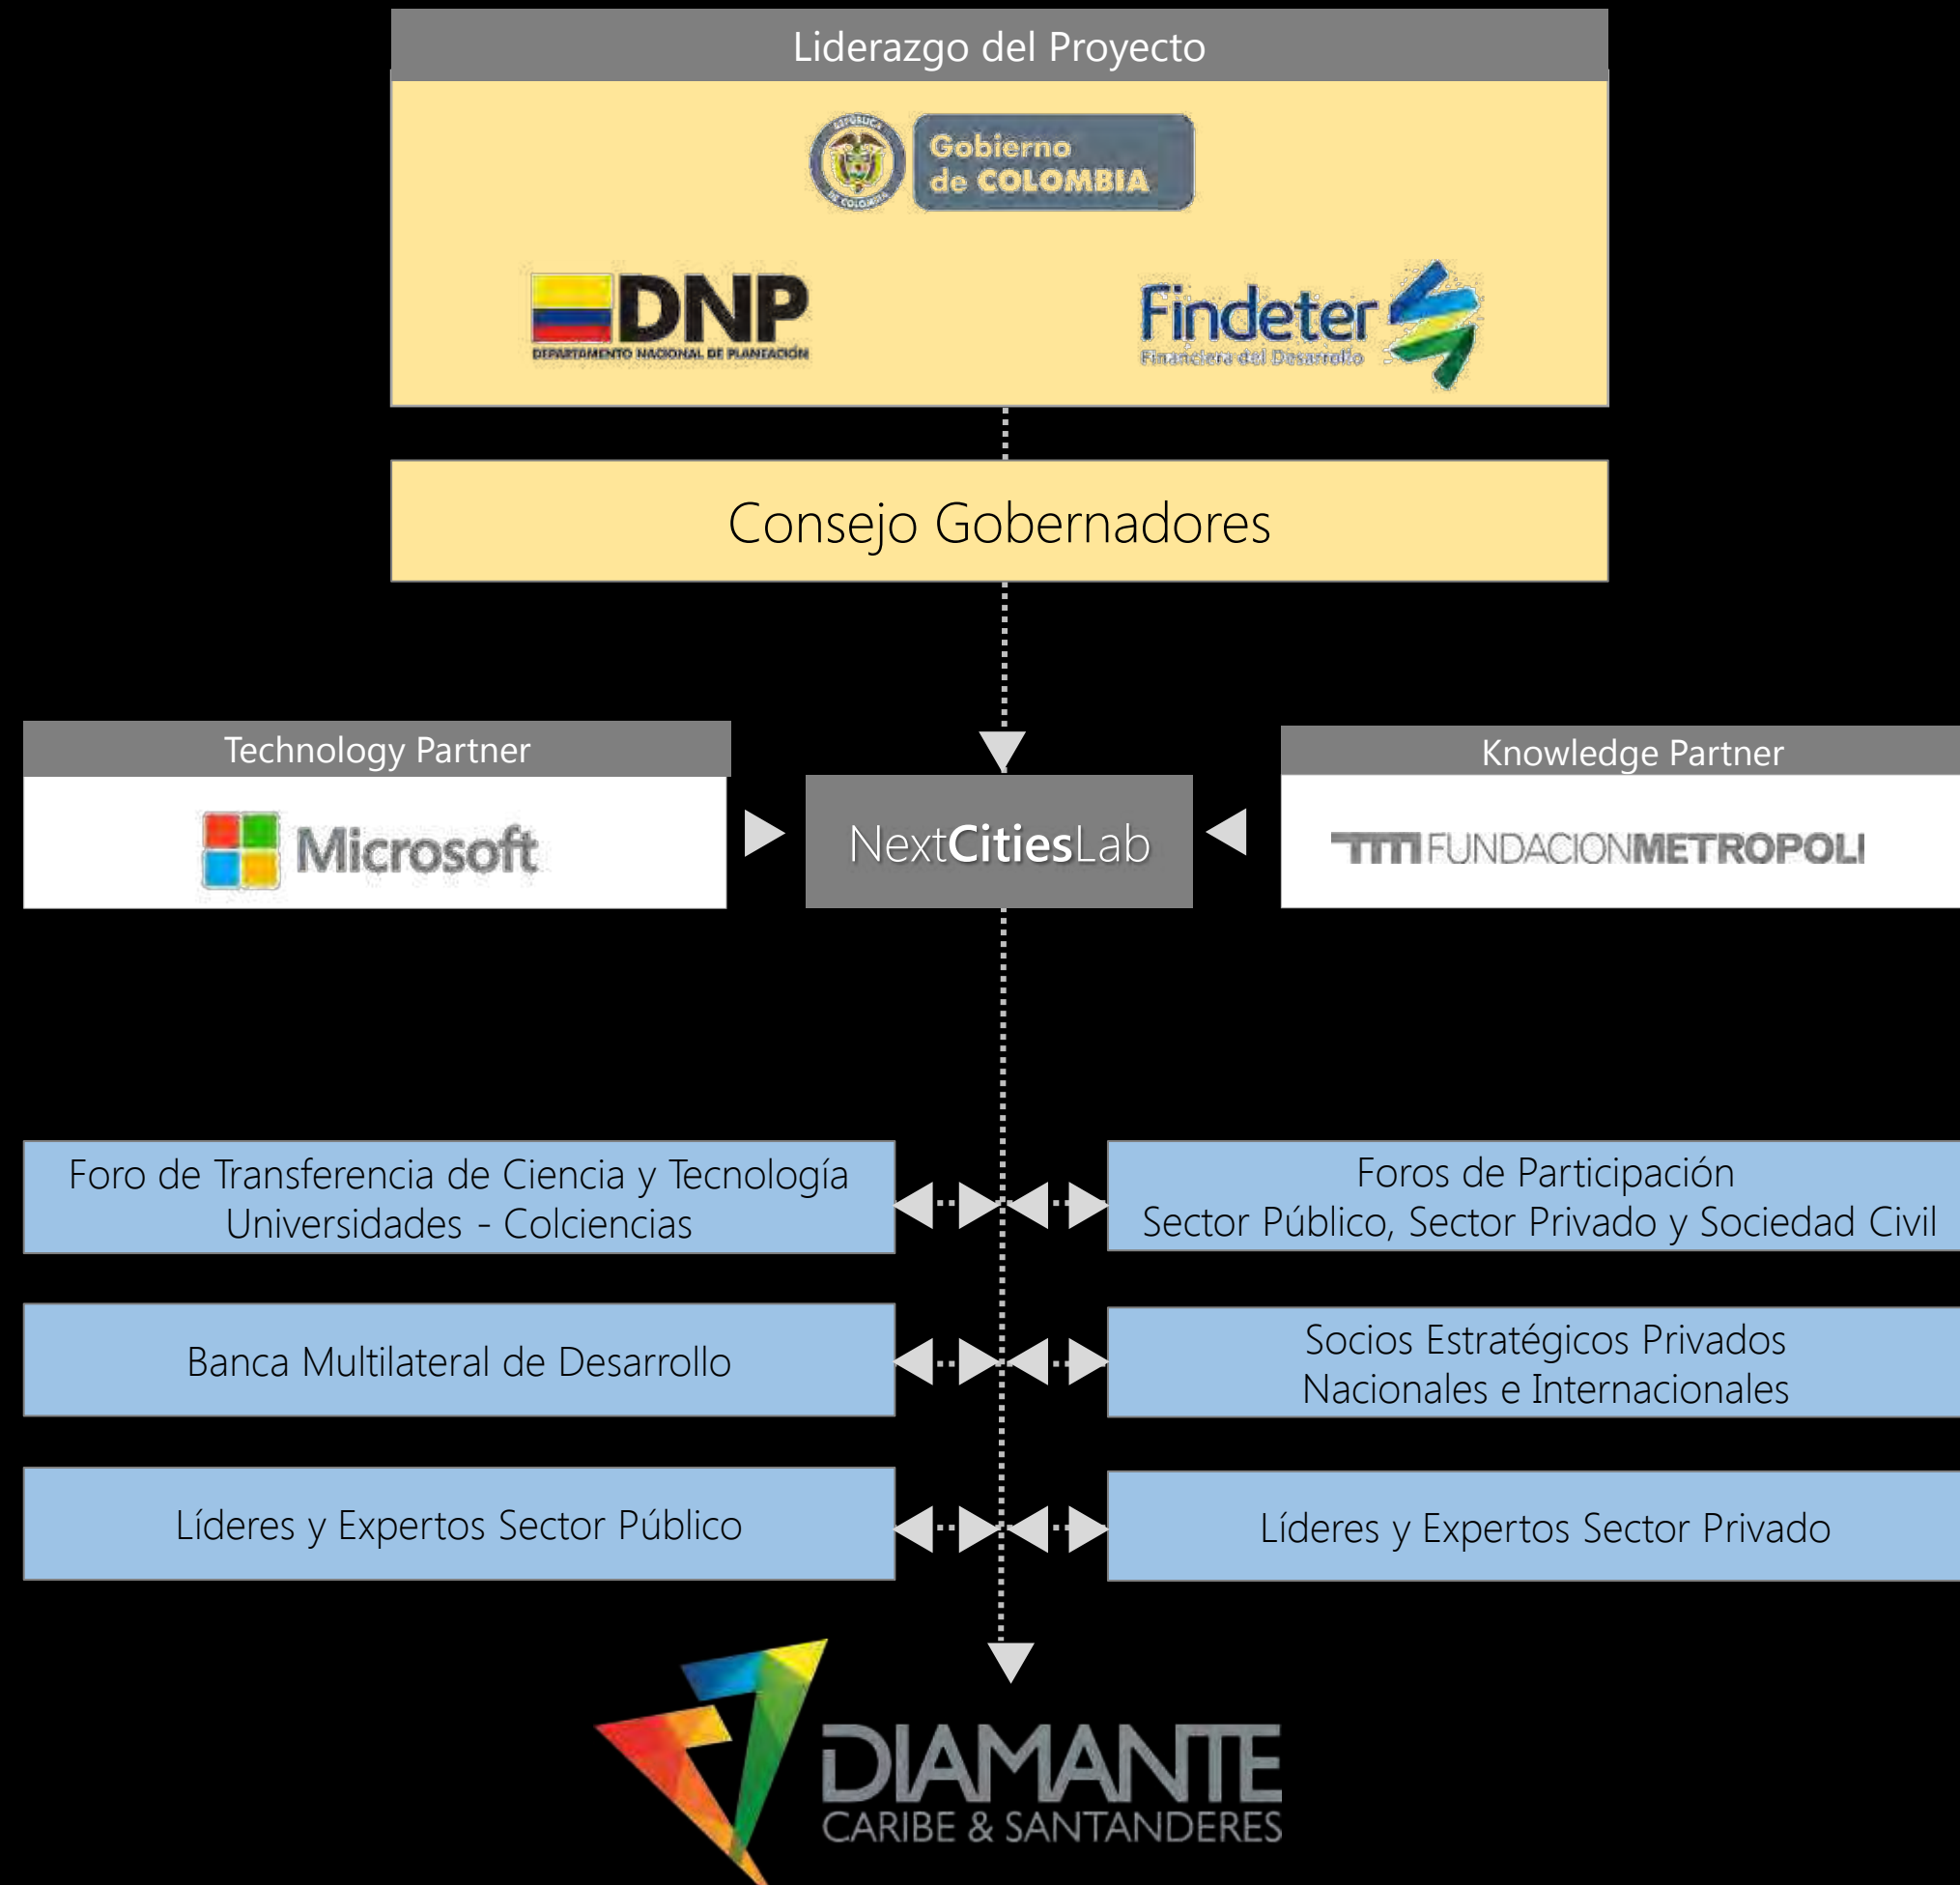 Liderazgo del Proyecto
REPÚBLICA
DE COLOMBIA
Gobierno
de COLOMBIA
DNP
DEPARTAMENTO NACIONAL DE PLANEACIÓN
Findeter
Financiera del Desarrollo
Consejo Gobernadores
Technology Partner
Microsoft
NextCitiesLab
Knowledge Partner
FUNDACIONMETROPOLI
Foro de Transferencia de Ciencia y Tecnología
Universidades - Colciencias
Foros de Participación
Sector Público, Sector Privado y Sociedad Civil
Banca Multilateral de Desarrollo
Socios Estratégicos Privados
Nacionales e Internacionales
Líderes y Expertos Sector Público
Líderes y Expertos Sector Privado
DIAMANTE
CARIBE & SANTANDERES